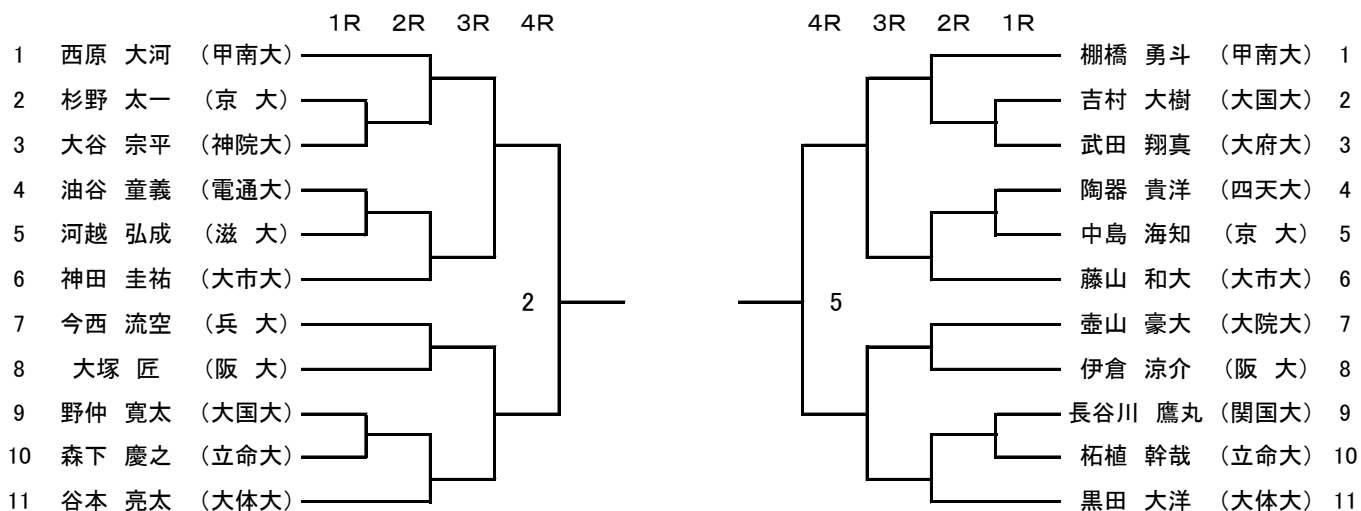 1R 2R 3R 4R
1 西原 大河 （甲南大）
2 杉野 太一 （京 大）
3 大谷 宗平 （神院大）
4 油谷 童義 （電通大）
5 河越 弘成 （滋 大）
6 神田 圭祐 （大市大）
7 今西 流空 （兵 大）
8 大塚 匠 （阪 大）
9 野仲 寛太 （大国大）
10 森下 慶之 （立命大）
11 谷本 亮太 （大体大）
2
4R 3R 2R 1R
棚橋 勇斗 （甲南大） 1
吉村 大樹 （大国大） 2
武田 翔真 （大府大） 3
陶器 貴洋 （四天大） 4
中島 海知 （京 大） 5
藤山 和大 （大市大） 6
壺山 豪大 （大院大） 7
伊倉 涼介 （阪 大） 8
長谷川 鷹丸 （関国大） 9
柘植 幹哉 （立命大） 10
黒田 大洋 （大体大） 11
5